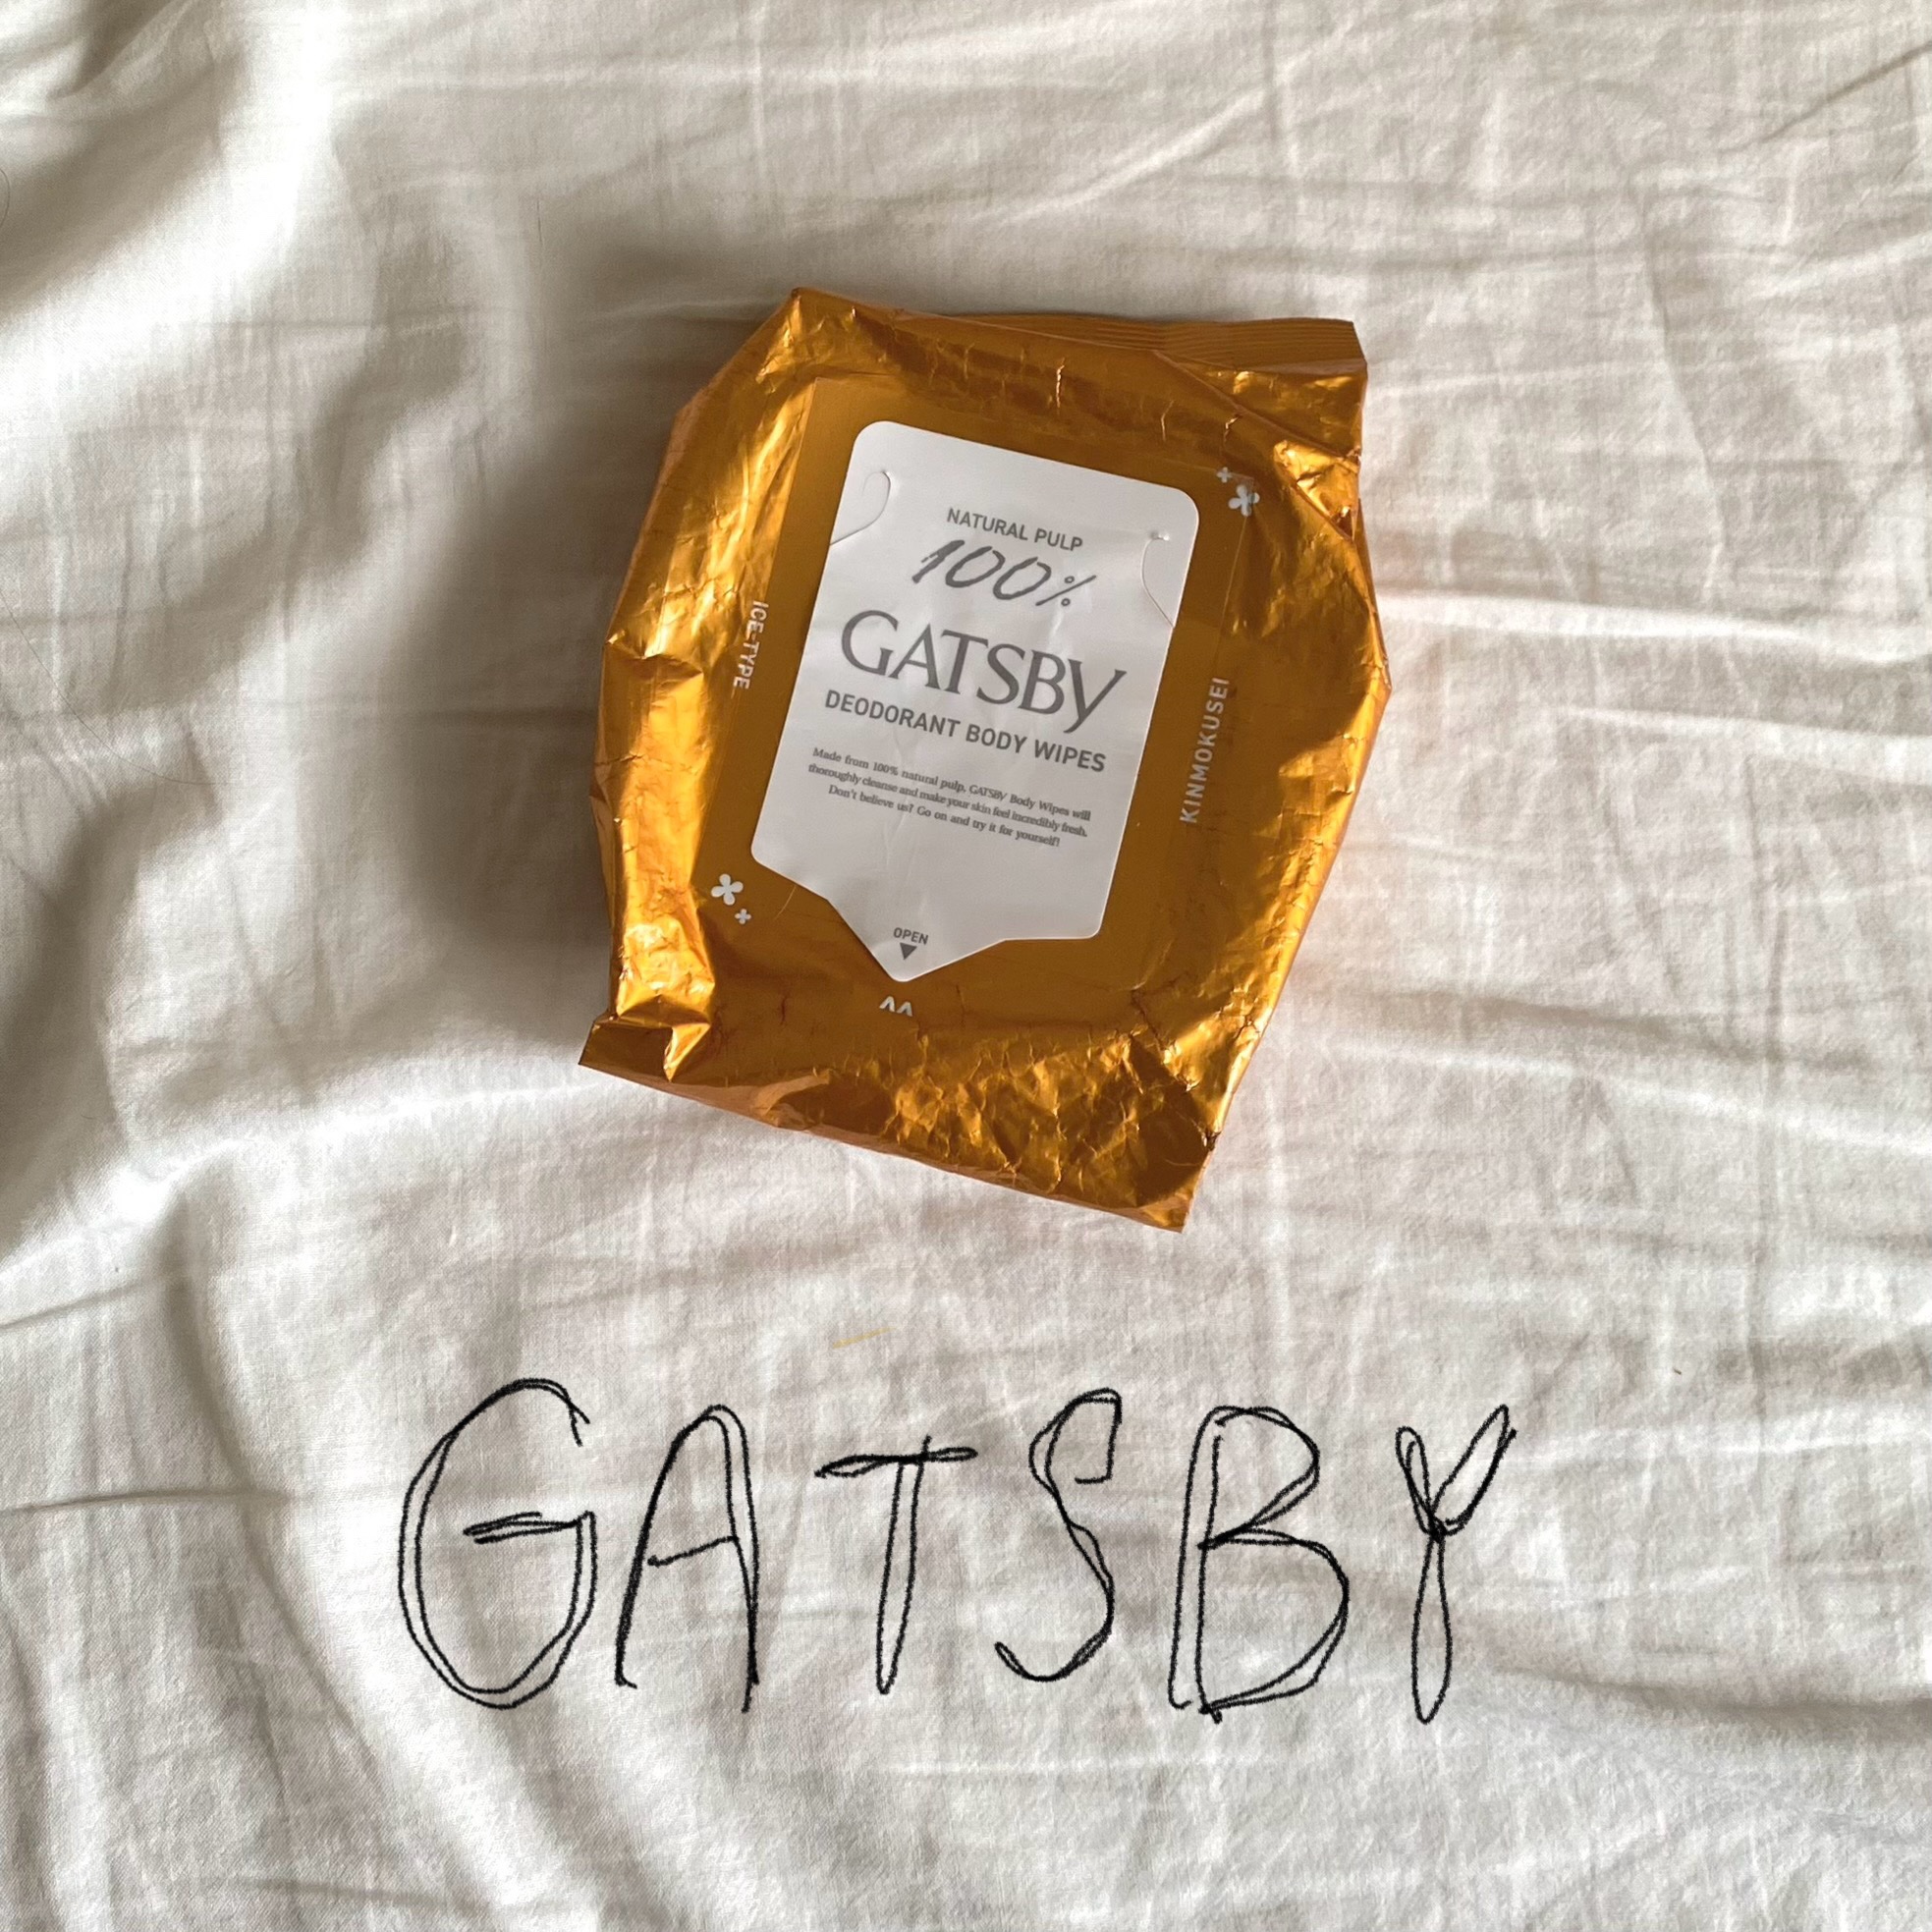 NATURAL PULP
100%
GATSBY
DEODORANT BODY WIPES
Made from 100% natural pulp, GATSBY Body Wipes will
thoroughly cleanse and make your skin feel incredibly fresh.
Don't believe us? Go on and try it for yourself!
OPEN
ICE-TYPE
KINMOKUSEI
GATSBY